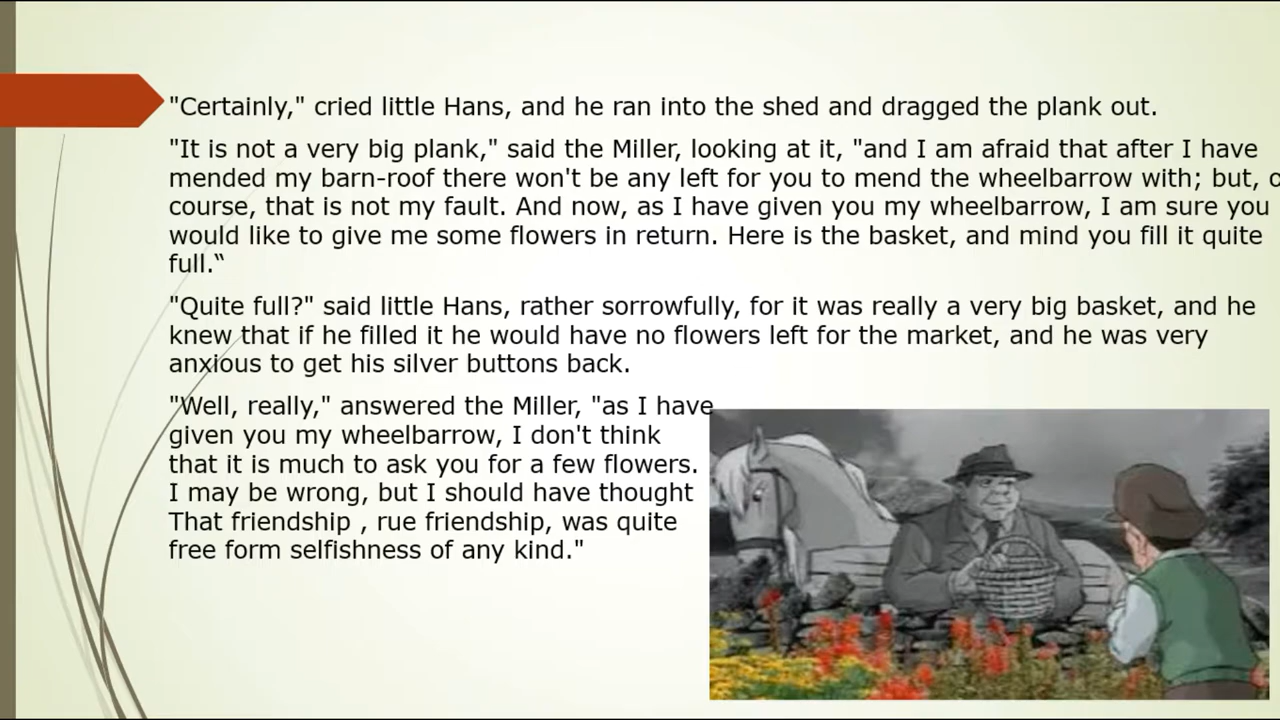 "Certainly," cried little Hans, and he ran into the shed and dragged the plank out.
"It is not a very big plank," said the Miller, looking at it, "and I am afraid that after I have
mended my barn-roof there won't be any left for you to mend the wheelbarrow with; but, o
course, that is not my fault. And now, as I have given you my wheelbarrow, I am sure you
would like to give me some flowers in return. Here is the basket, and mind you fill it quite
full.“
"Quite full?" said little Hans, rather sorrowfully, for it was really a very big basket, and he
knew that if he filled it he would have no flowers left for the market, and he was very
anxious to get his silver buttons back.
"Well, really," answered the Miller, "as I have
given you my wheelbarrow, I don't think
that it is much to ask you for a few flowers.
I may be wrong, but I should have thought
That friendship , rue friendship, was quite
free form selfishness of any kind."